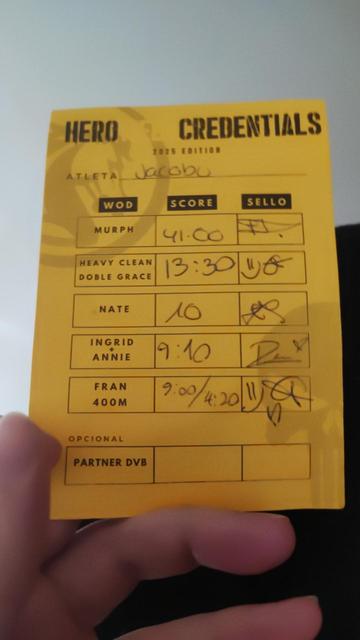 HERO CREDENTIALS
2025 EDITION
ATLETA Jacobo
WOD SCORE SELLO
MURPH 41:00
HEAVY CLEAN DOBLE GRACE 13:30
NATE 10
INGRID + ANNIE 9:10
FRAN 400M 9:00/4:20
OPCIONAL
PARTNER DVB